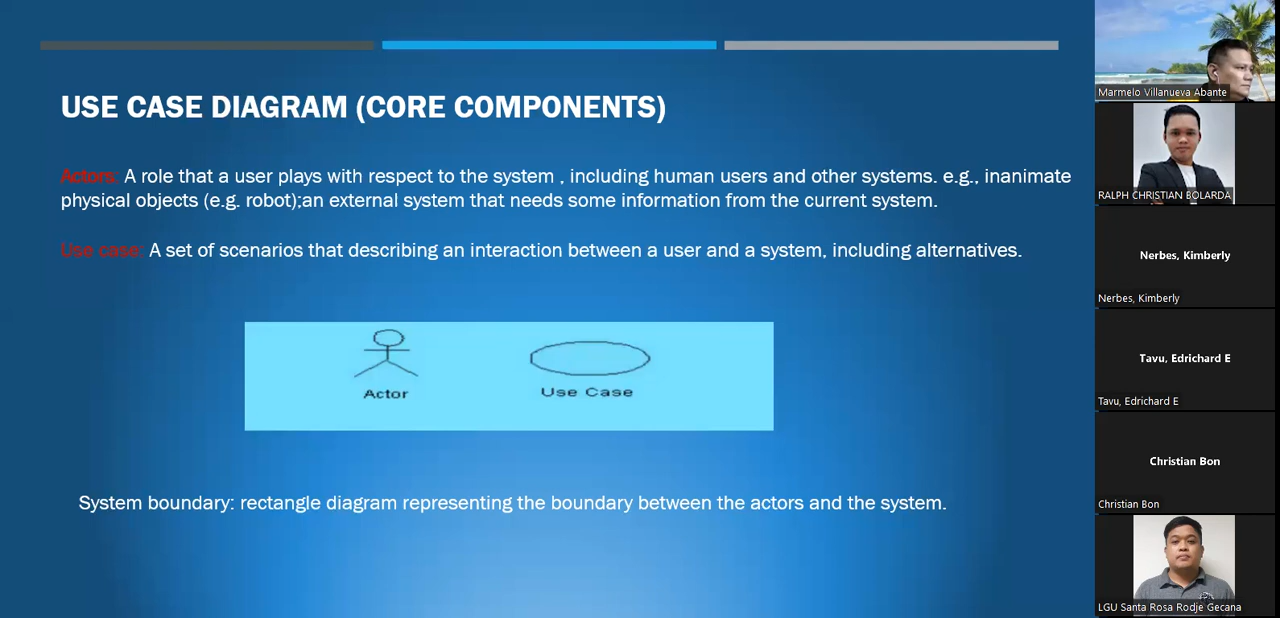 USE CASE DIAGRAM (CORE COMPONENTS)
Actors: A role that a user plays with respect to the system , including human users and other systems. e.g., inanimate
physical objects (e.g. robot);an external system that needs some information from the current system.
Use case: A set of scenarios that describing an interaction between a user and a system, including alternatives.
Actor
Use Case
System boundary: rectangle diagram representing the boundary between the actors and the system.
Marmelo Villanueva Abante
RALPH CHRISTIAN BOLARDA
Nerbes, Kimberly
Nerbes, Kimberly
Tavu, Edrichard E
Tavu, Edrichard E
Christian Bon
Christian Bon
LGU Santa Rosa Rodje Gecana